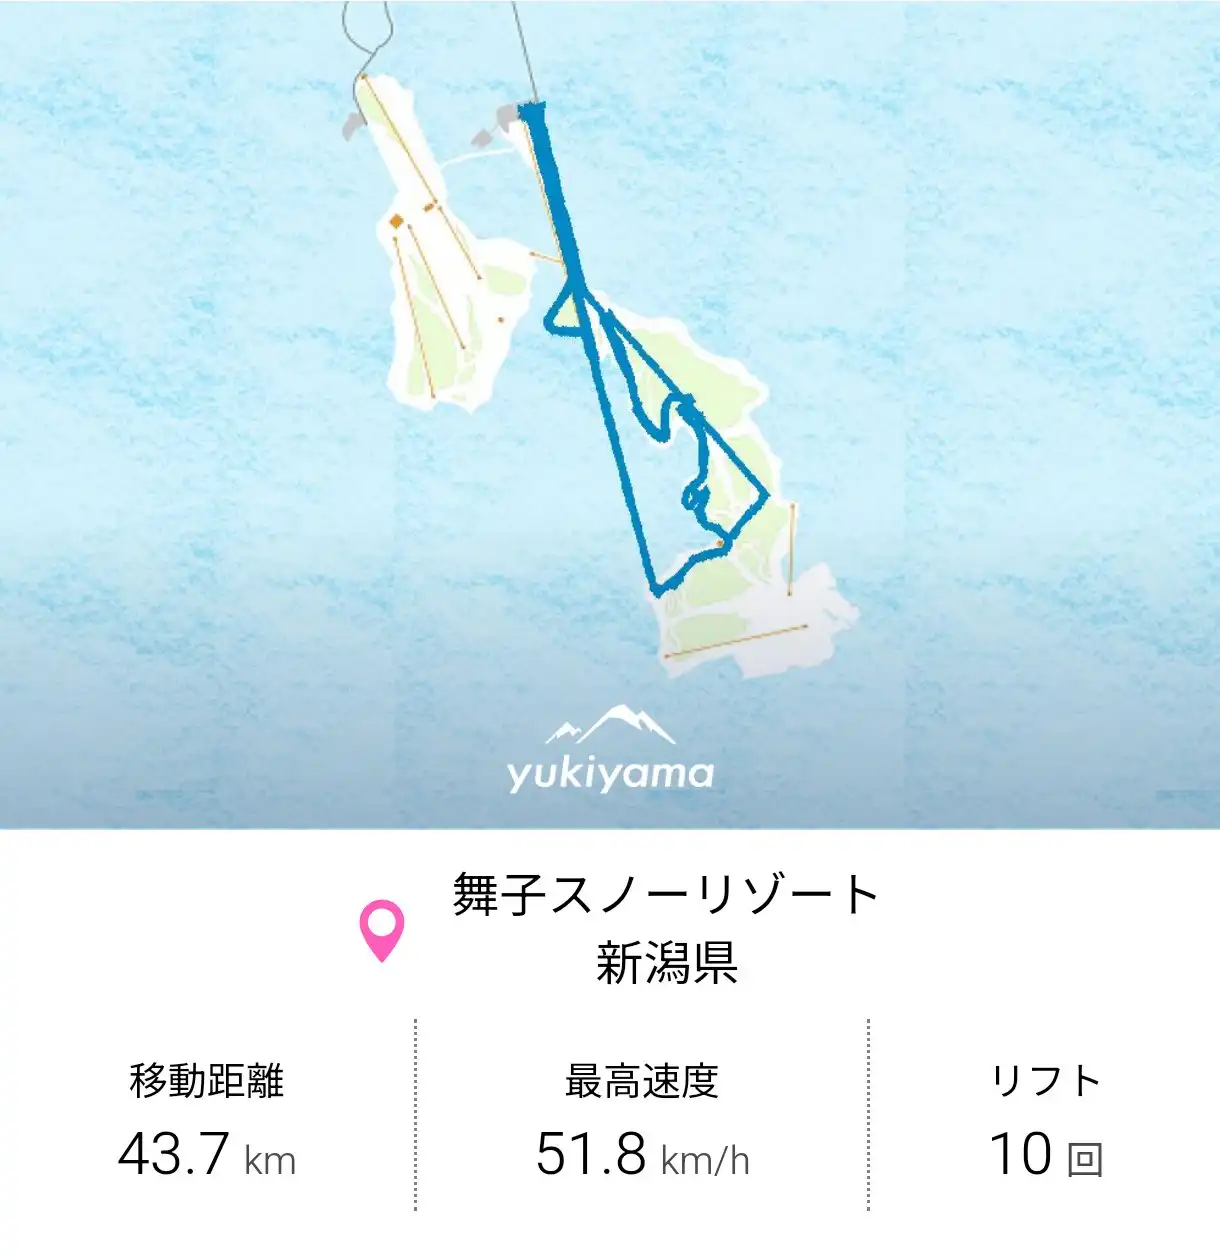 yukiyama
舞子スノーリゾート
新潟県
移動距離
43.7 km
最高速度
51.8 km/h
リフト
10 回